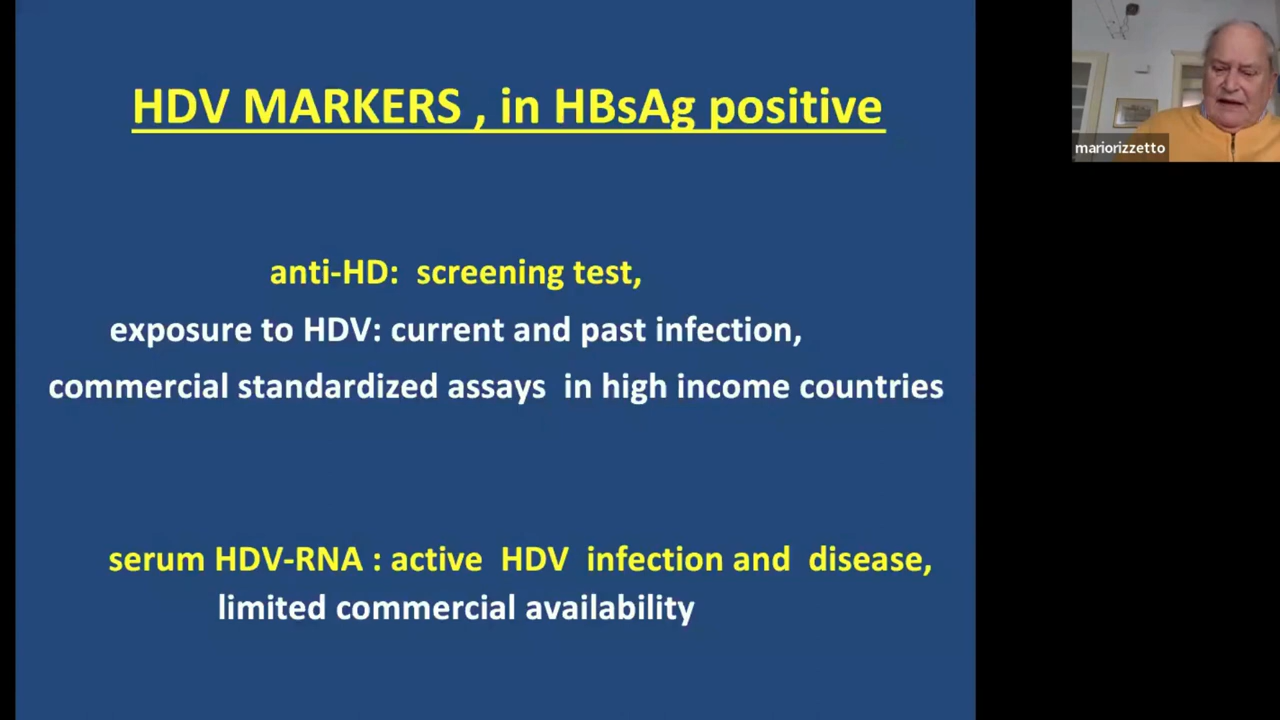 HDV MARKERS , in HBsAg positive
mariorizzetto
anti-HD: screening test,
exposure to HDV: current and past infection,
commercial standardized assays in high income countries
serum HDV-RNA : active HDV infection and disease,
limited commercial availability